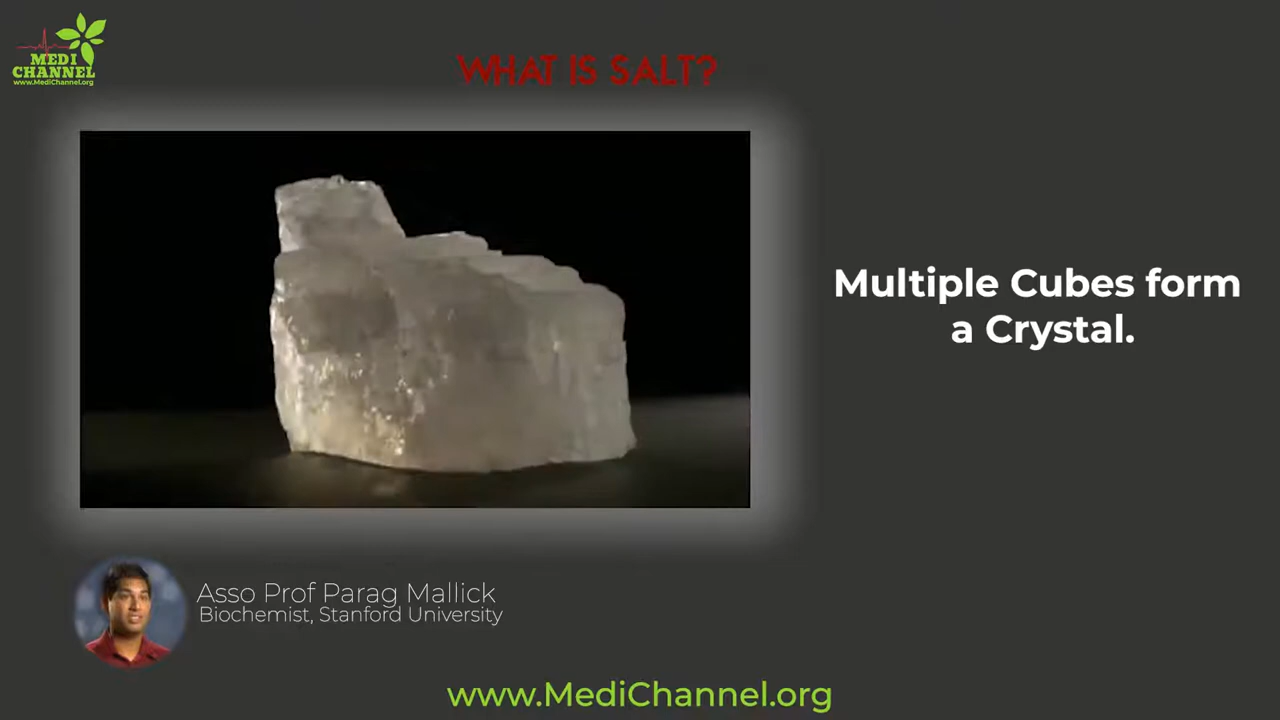 MEDI
CHANNEL
www.MediChannel.org
WHAT IS SALT?
Multiple Cubes form
a Crystal.
Asso Prof Parag Mallick
Biochemist, Stanford University
www.MediChannel.org